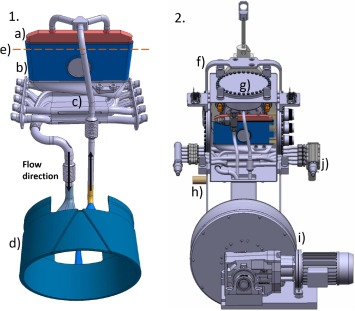 1.
a)
e)
b)
c)
Flow
direction
d)
2.
f)
g)
h)
j)
i)